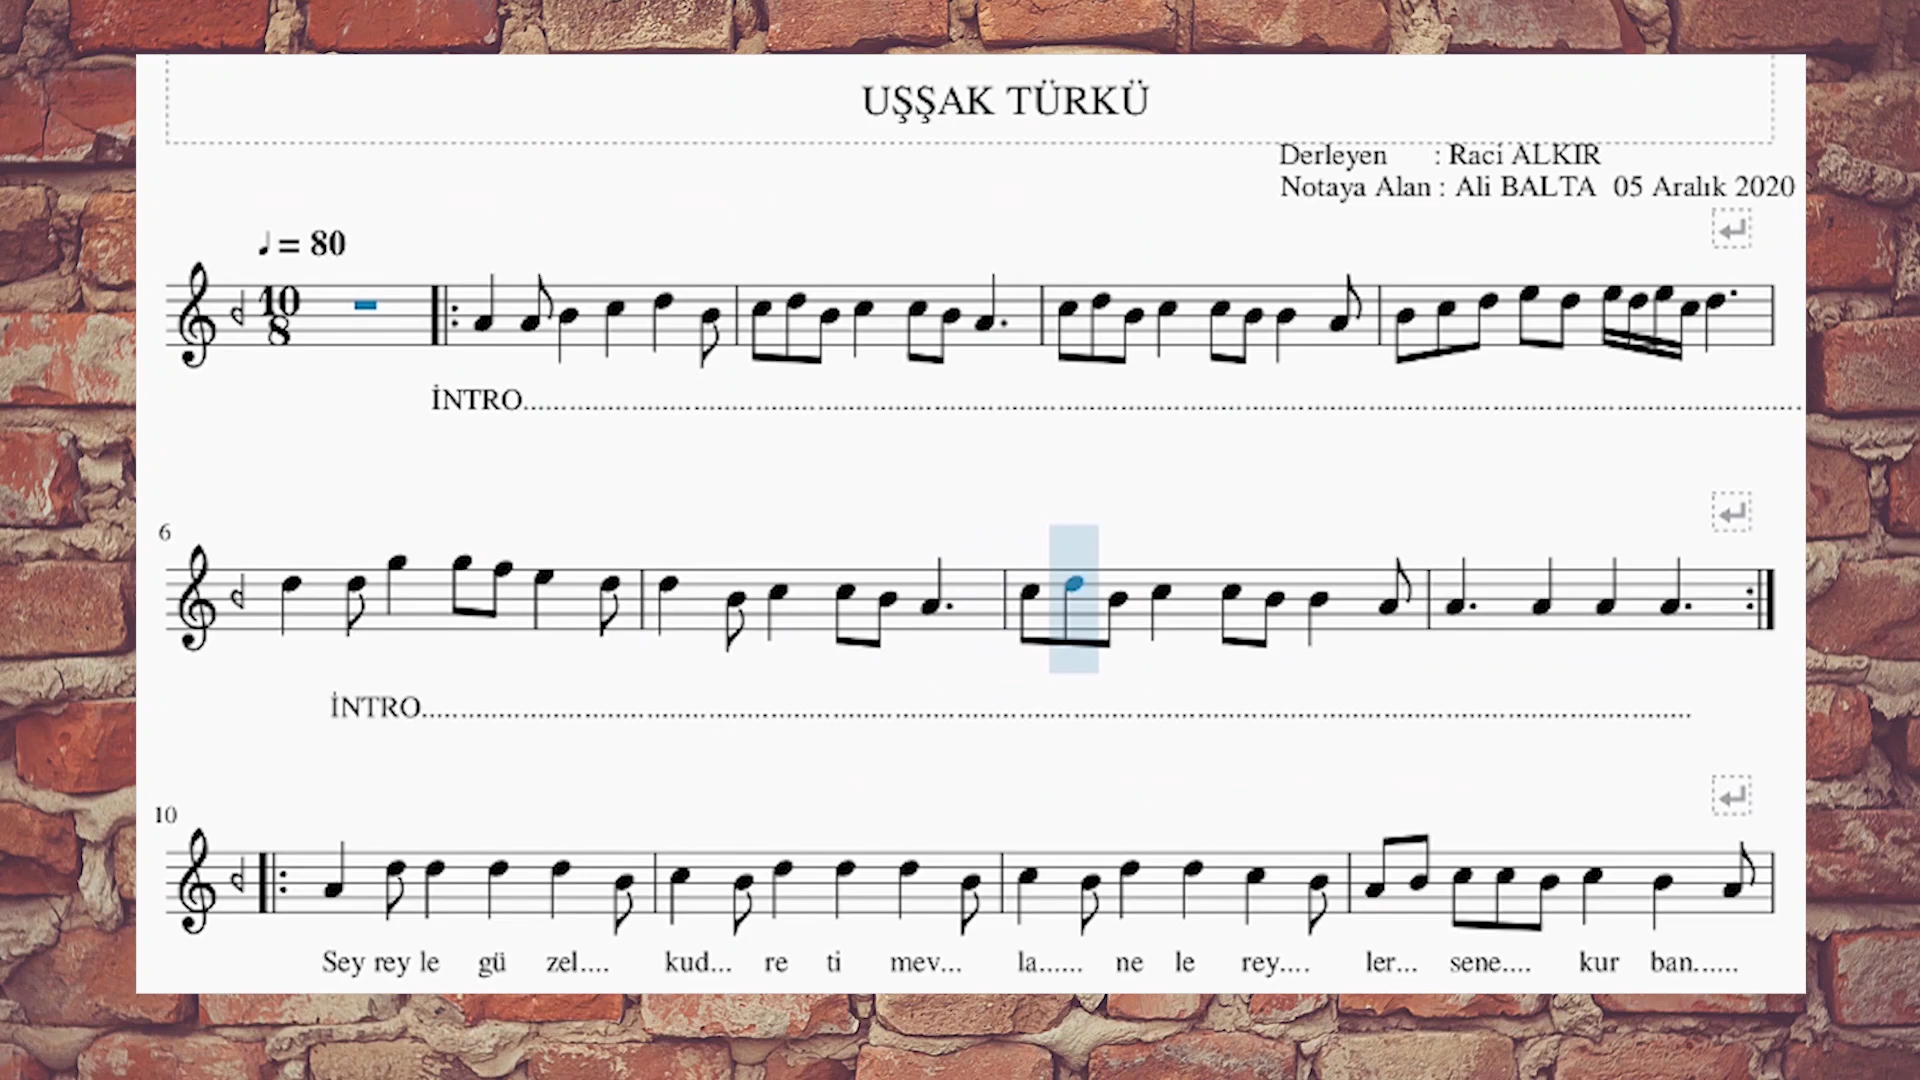 UŞŞAK TÜRKÜ
Derleyen : Raci ALKIR
Notaya Alan : Ali BALTA 05 Aralık 2020
♩ = 80
10
8
İNTRO..........
6
İNTRO..........
10
Sey rey le gü zel.... kud... re ti mev... la...... ne le rey.... ler... sene.... kur ban......